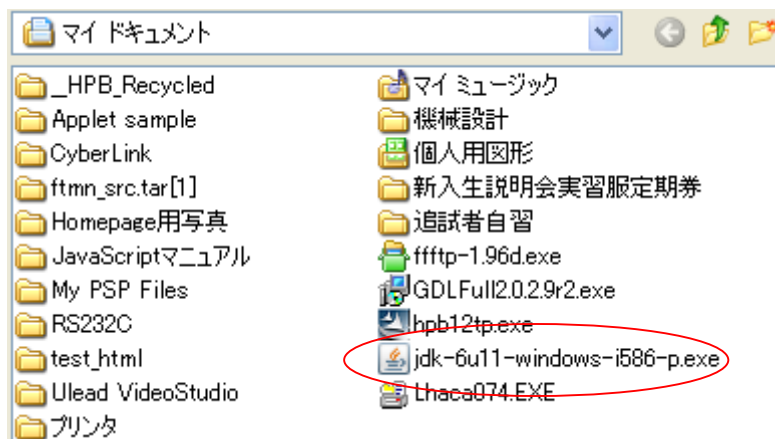 マイ ドキュメント
_HPB_Recycled
Applet sample
CyberLink
ftmn_src.tar[1]
Homepage用写真
JavaScriptマニュアル
My PSP Files
RS232C
test_html
Ulead VideoStudio
プリンタ
マイ ミュージック
機械設計
個人用図形
新入生説明会実習服定期券
追試者自習
ffftp-1.96d.exe
GDLFull2.0.2.9r2.exe
hpb12tp.exe
jdk-6u11-windows-i586-p.exe
Lhaca074.EXE